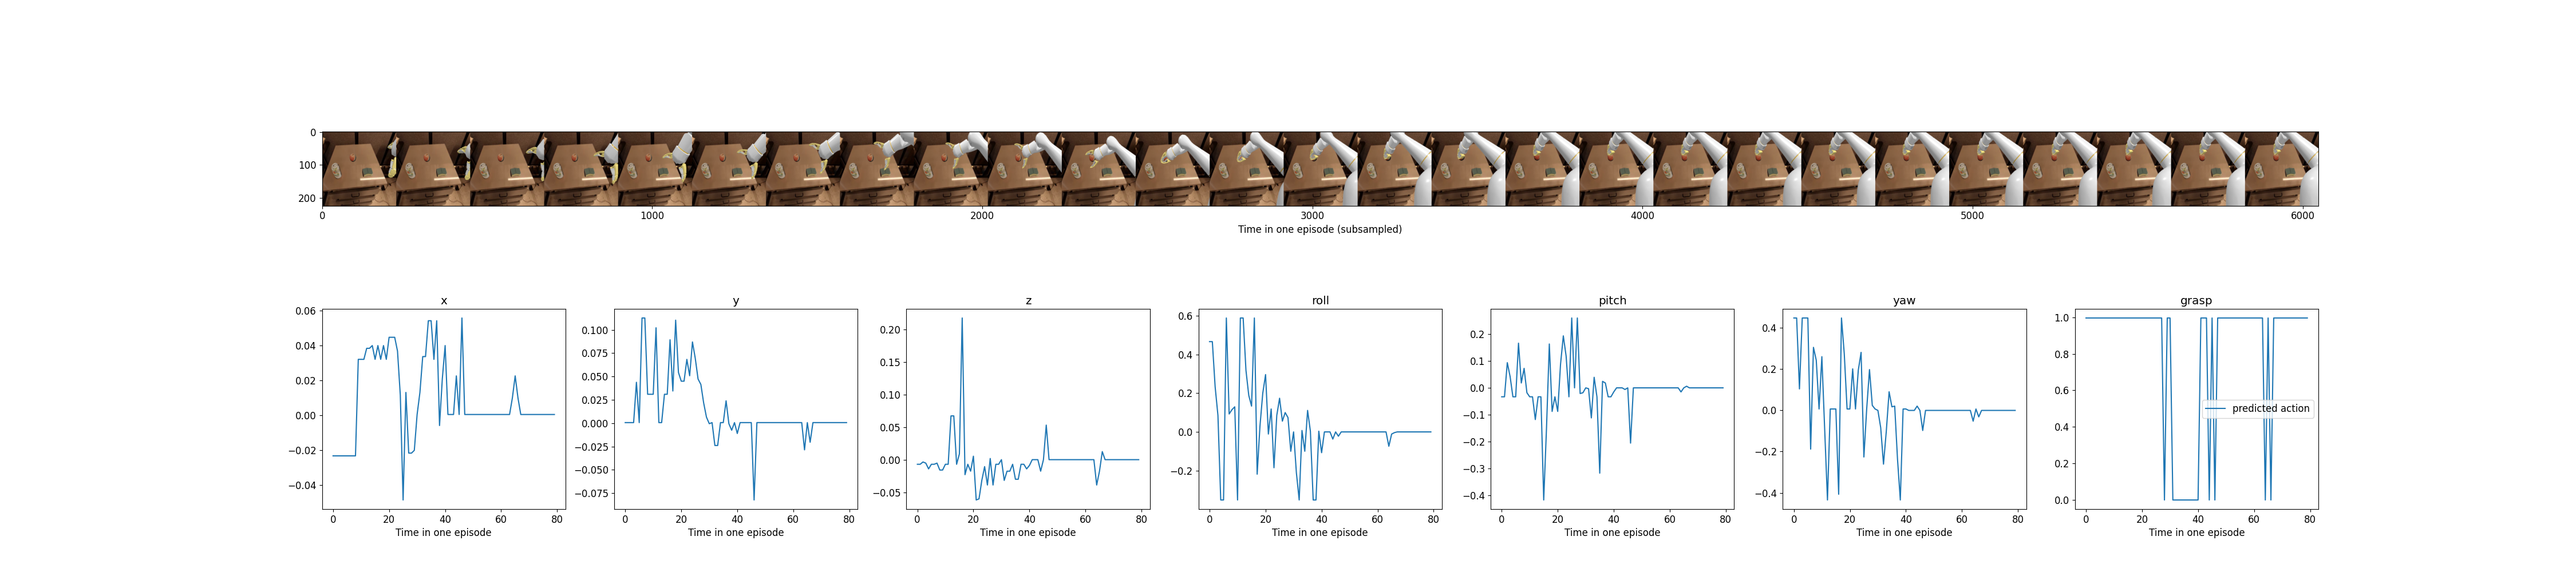 0
100
200
0 1000 2000 3000 4000 5000 6000
Time in one episode (subsampled)
x
0.06
0.04
0.02
0.00
−0.02
−0.04
0 20 40 60 80
Time in one episode
y
0.100
0.075
0.050
0.025
0.000
−0.025
−0.050
−0.075
0 20 40 60 80
Time in one episode
z
0.20
0.15
0.10
0.05
0.00
−0.05
0 20 40 60 80
Time in one episode
roll
0.6
0.4
0.2
0.0
−0.2
0 20 40 60 80
Time in one episode
pitch
0.2
0.1
0.0
−0.1
−0.2
−0.3
−0.4
0 20 40 60 80
Time in one episode
yaw
0.4
0.2
0.0
−0.2
−0.4
0 20 40 60 80
Time in one episode
grasp
1.0
0.8
0.6
0.4
0.2
0.0
predicted action
0 20 40 60 80
Time in one episode